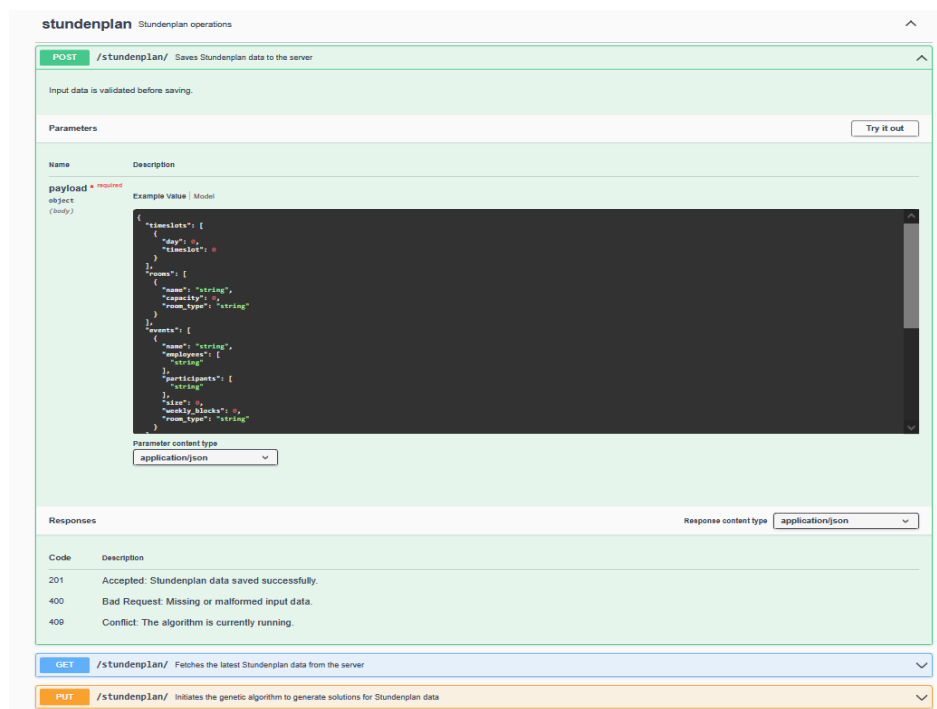 stundenplan Stundenplan operations
POST /stundenplan/ Saves Stundenplan data to the server
Input data is validated before saving.
Parameters Try it out
Name Description
payload * required
object
(body)
Example Value | Model
{
"timeslots": [
{
"day": 0,
"timeslot": 0
}
],
"rooms": [
{
"name": "string",
"capacity": 0,
"room_type": "string"
}
],
"events": [
{
"name": "string",
"employees": [
"string"
],
"participants": [
"string"
],
"size": 0,
"weekly_blocks": 0,
"room_type": "string"
}
Parameter content type
application/json
Responses Response content type application/json
Code Description
201 Accepted: Stundenplan data saved successfully.
400 Bad Request: Missing or malformed input data.
409 Conflict: The algorithm is currently running.
GET /stundenplan/ Fetches the latest Stundenplan data from the server
PUT /stundenplan/ Initiates the genetic algorithm to generate solutions for Stundenplan data